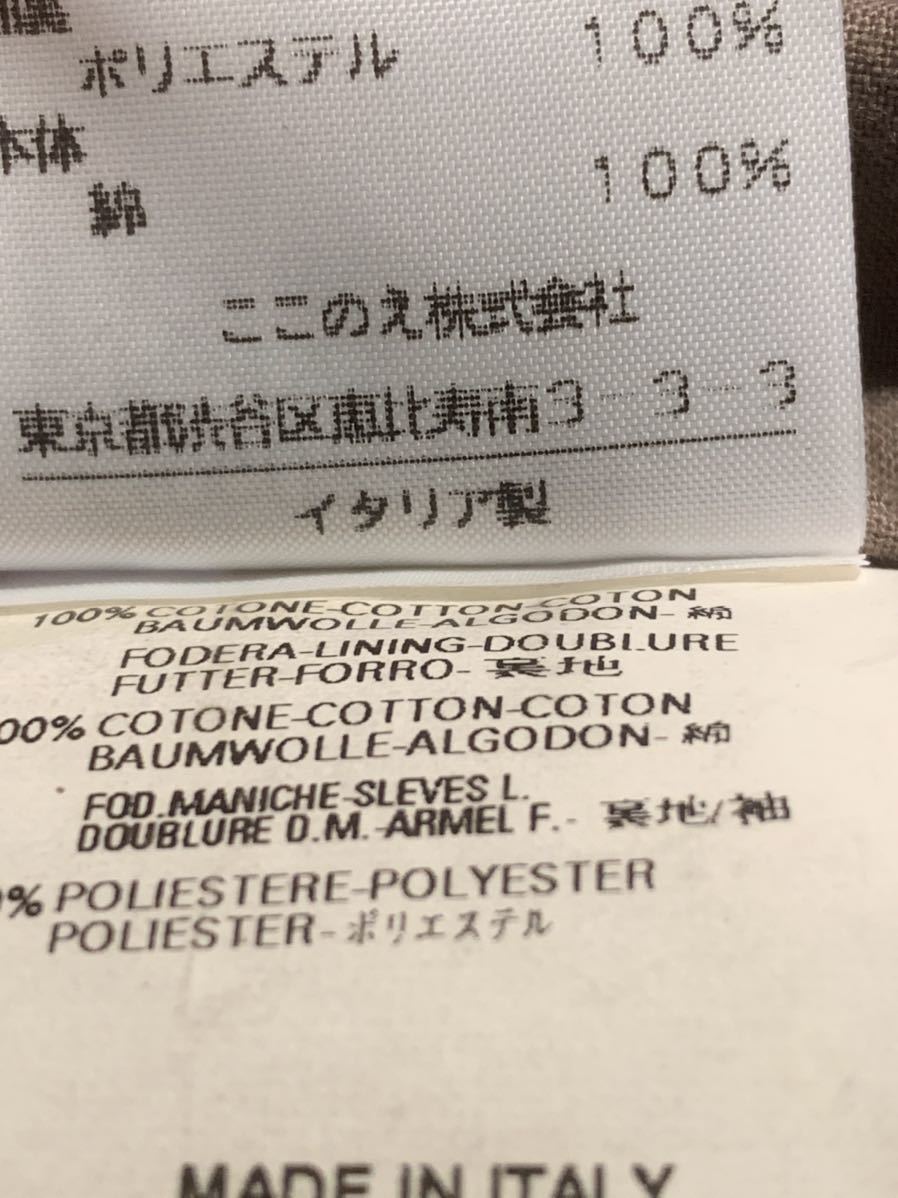 ポリエステル 100%
本体
綿 100%
ここのえ株式会社
東京都渋谷区恵比寿南3-3-3
イタリア製
100% COTONE-COTTON-COTON
BAUMWOLLE-ALGODON-綿
FODERA-LINING-DOUBLURE
FUTTER-FORRO-裏地
00% COTONE-COTTON-COTON
BAUMWOLLE-ALGODON-綿
FOD.MANICHE-SLEVES L.
DOUBLURE D.M.-ARMEL F.-裏地/袖
0% POLIESTERE-POLYESTER
POLIESTER-ポリエステル
MADE IN ITALY